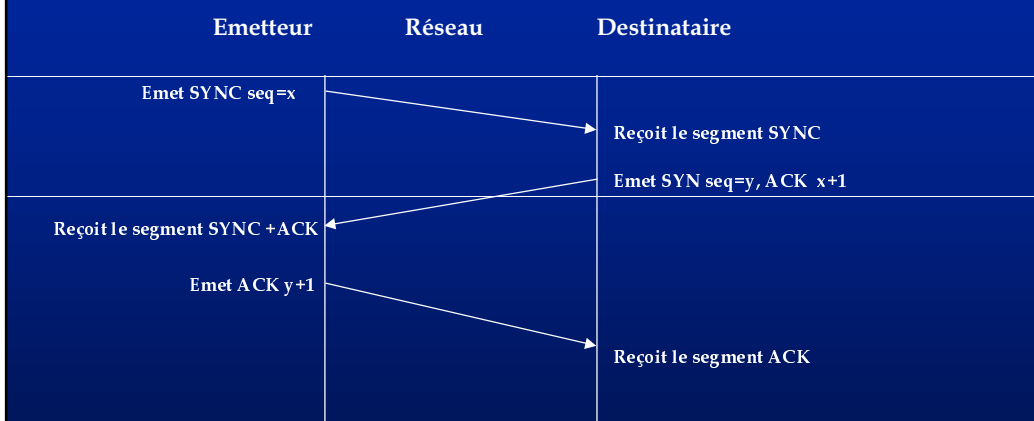 Emetteur Réseau Destinataire
Emet SYNC seq=x
Reçoit le segment SYNC
Emet SYN seq=y, ACK x+1
Reçoit le segment SYNC +ACK
Emet ACK y+1
Reçoit le segment ACK